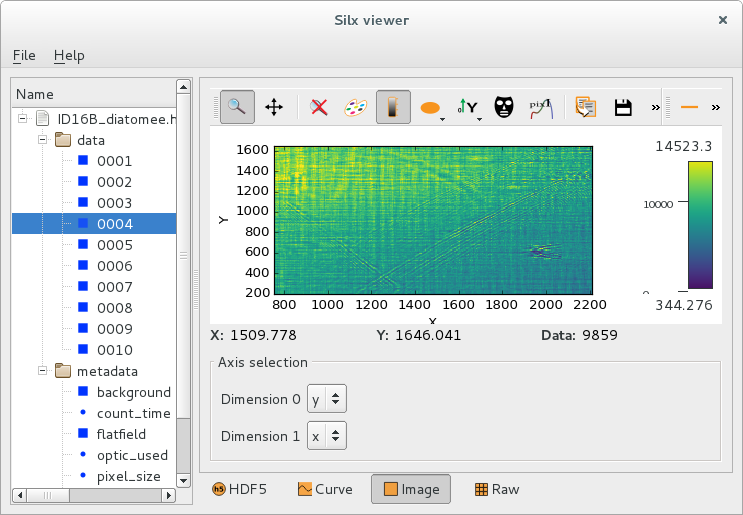 Silx viewer
File Help
Name
ID16B_diatomee.h
data
0001
0002
0003
0004
0005
0006
0007
0008
0009
0010
metadata
background
count_time
flatfield
optic_used
pixel_size
Y
pix1
»
»
1600
1400
1200
1000
800
600
400
200
Y
800 1000 1200 1400 1600 1800 2000 2200
X
14523.3
10000
0
344.276
X: 1509.778 Y: 1646.041 Data: 9859
Axis selection
Dimension 0 y
Dimension 1 x
h5 HDF5 Curve Image Raw